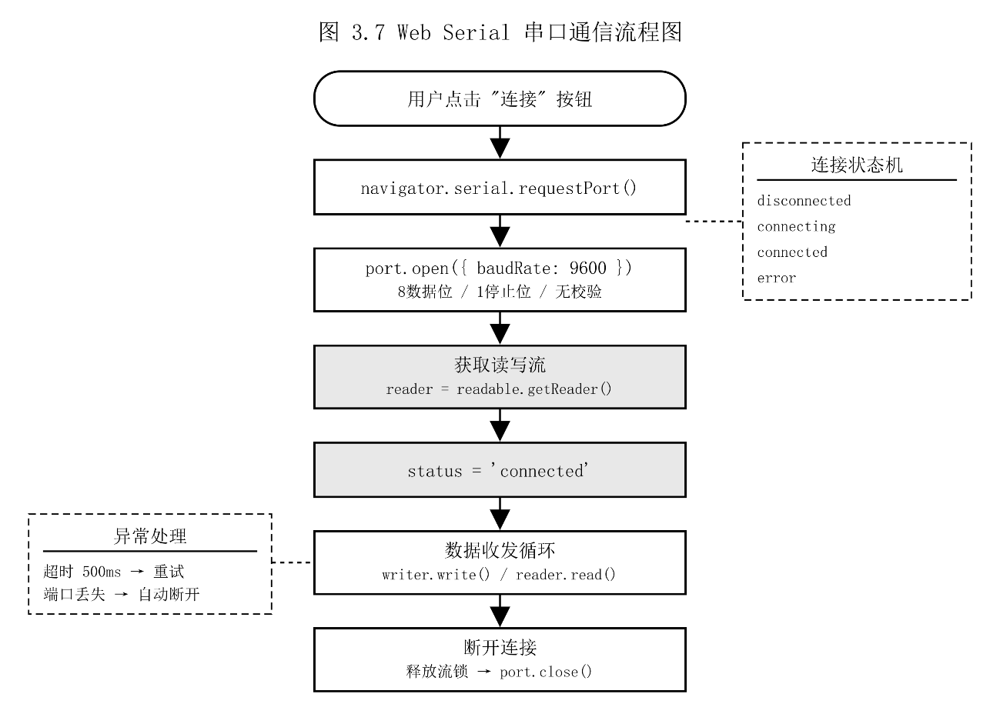 图 3.7 Web Serial 串口通信流程图
用户点击 "连接" 按钮
navigator.serial.requestPort()
连接状态机
disconnected
connecting
connected
error
port.open({ baudRate: 9600 })
8数据位 / 1停止位 / 无校验
获取读写流
reader = readable.getReader()
status = 'connected'
异常处理
超时 500ms → 重试
端口丢失 → 自动断开
数据收发循环
writer.write() / reader.read()
断开连接
释放流锁 → port.close()